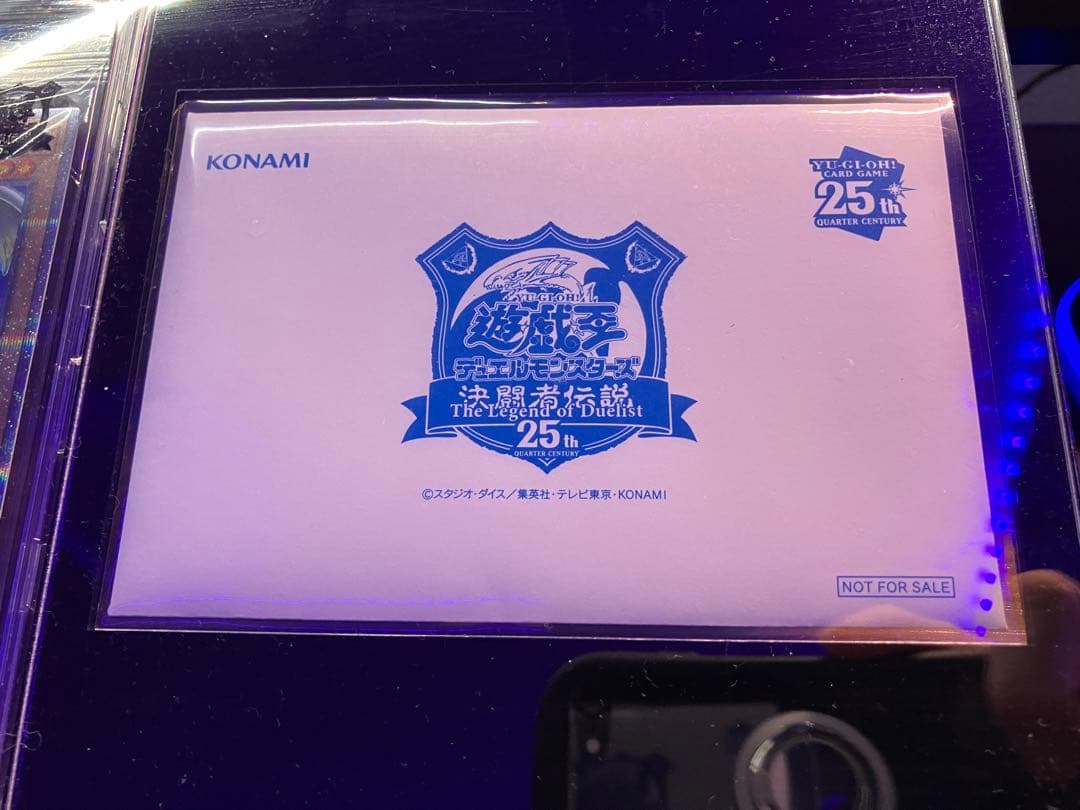 KONAMI
YU-GI-OH!
CARD GAME
25th
QUARTER CENTURY
YU-GI-OH!
遊☆戯☆王
デュエルモンスターズ
決闘者伝説
The Legend of Duelist
25th
QUARTER CENTURY
©スタジオ・ダイス/集英社・テレビ東京・KONAMI
NOT FOR SALE